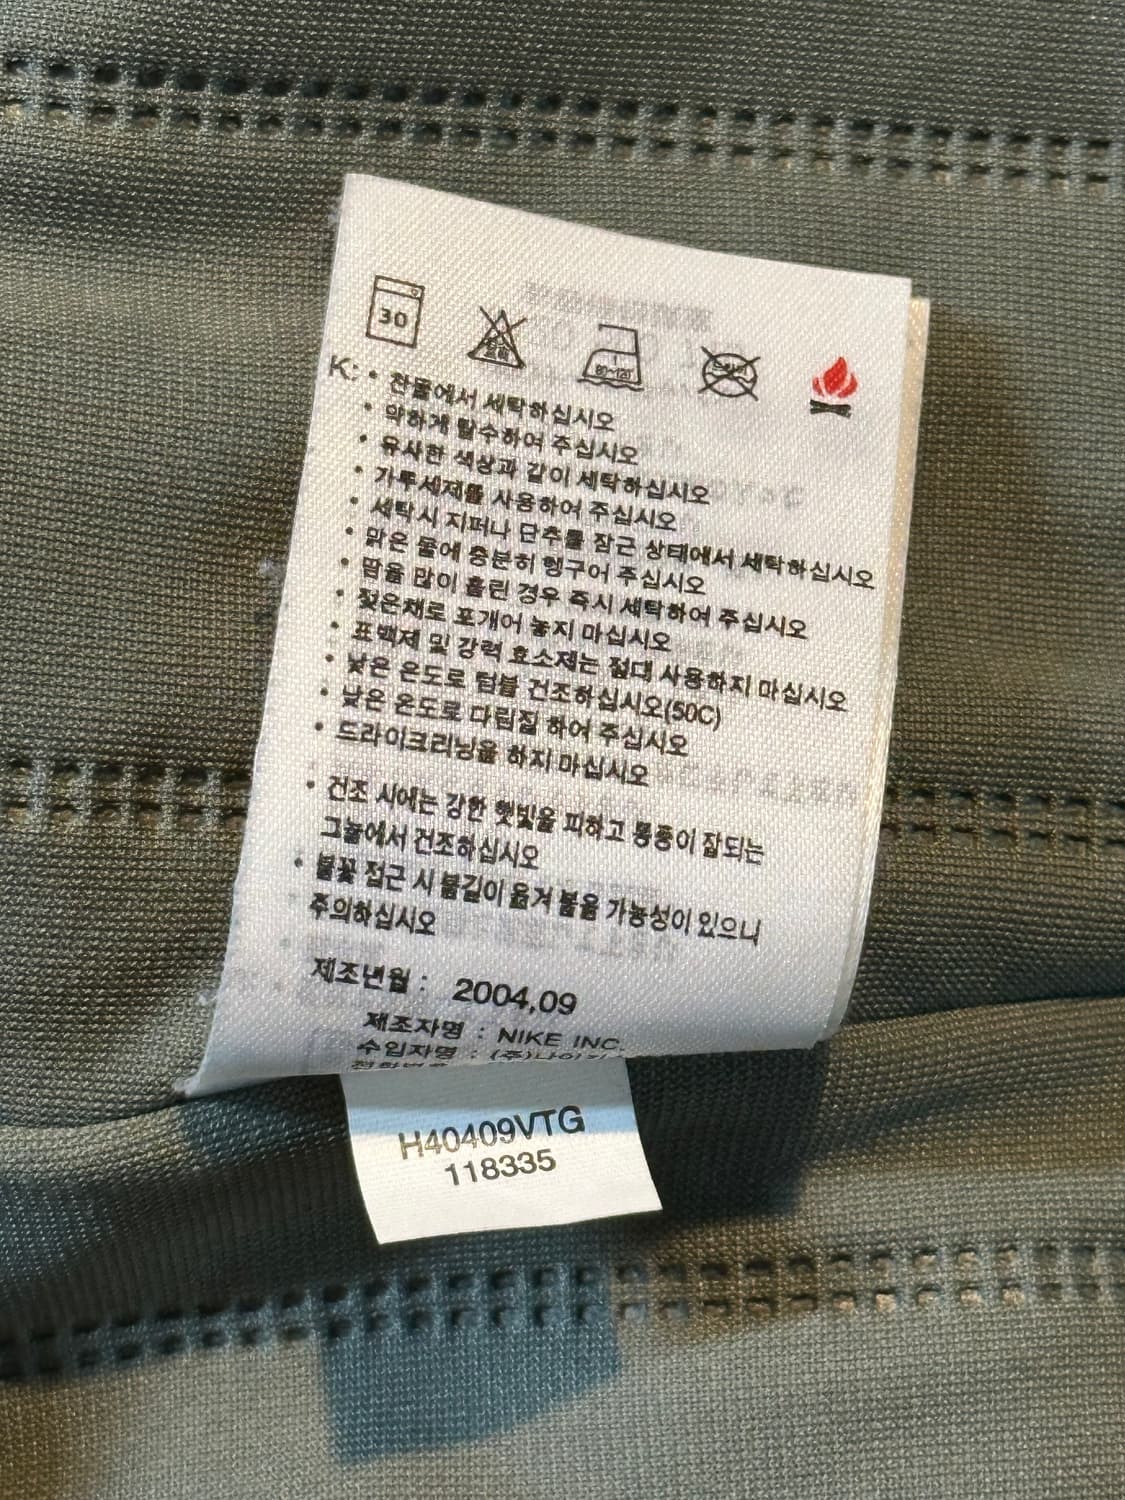 30
염소
표백
80~120
드라이
K: • 찬물에서 세탁하십시오
• 약하게 탈수하여 주십시오
• 유사한 색상과 같이 세탁하십시오
• 가루세제를 사용하여 주십시오
• 세탁시 지퍼나 단추를 잠근 상태에서 세탁하십시오
• 맑은 물에 충분히 헹구어 주십시오
• 땀을 많이 흘린 경우 즉시 세탁하여 주십시오
• 젖은채로 포개어 놓지 마십시오
• 표백제 및 강력 효소제는 절대 사용하지 마십시오
• 낮은 온도로 텀블 건조하십시오(50C)
• 낮은 온도로 다림질 하여 주십시오
• 드라이크리닝을 하지 마십시오
• 건조 시에는 강한 햇빛을 피하고 통풍이 잘되는
그늘에서 건조하십시오
• 불꽃 접근 시 불길이 옮겨 붙을 가능성이 있으니
주의하십시오
제조년월 : 2004,09
제조자명 : NIKE INC.
수입자명 : (주)나이키
H40409VTG
118335